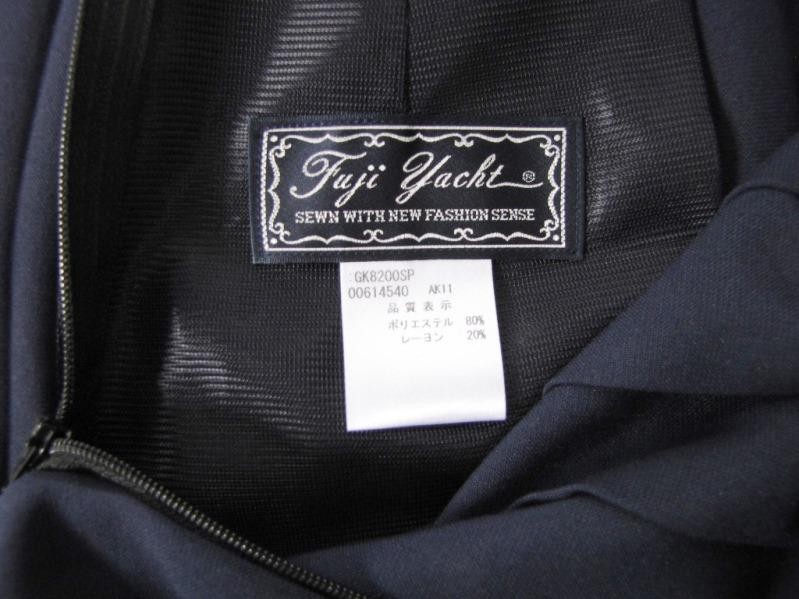 Fuji Yacht ®
SEWN WITH NEW FASHION SENSE
GK8200SP
00614540 AK11
品質表示
ポリエステル 80%
レーヨン 20%